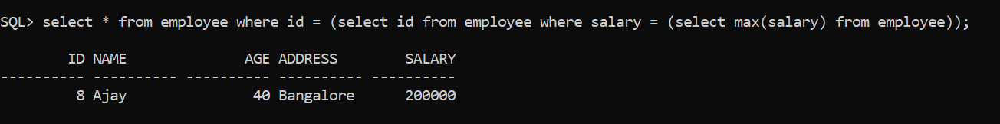 SQL> select * from employee where id = (select id from employee where salary = (select max(salary) from employee));
        ID NAME              AGE ADDRESS        SALARY
---------- ---------- ---------- ---------- ----------
         8 Ajay               40 Bangalore      200000